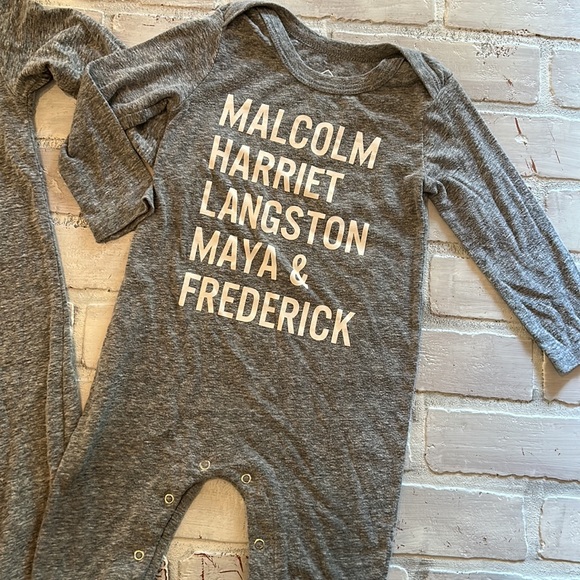 MALCOLM
HARRIET
LANGSTON
MAYA &
FREDERICK